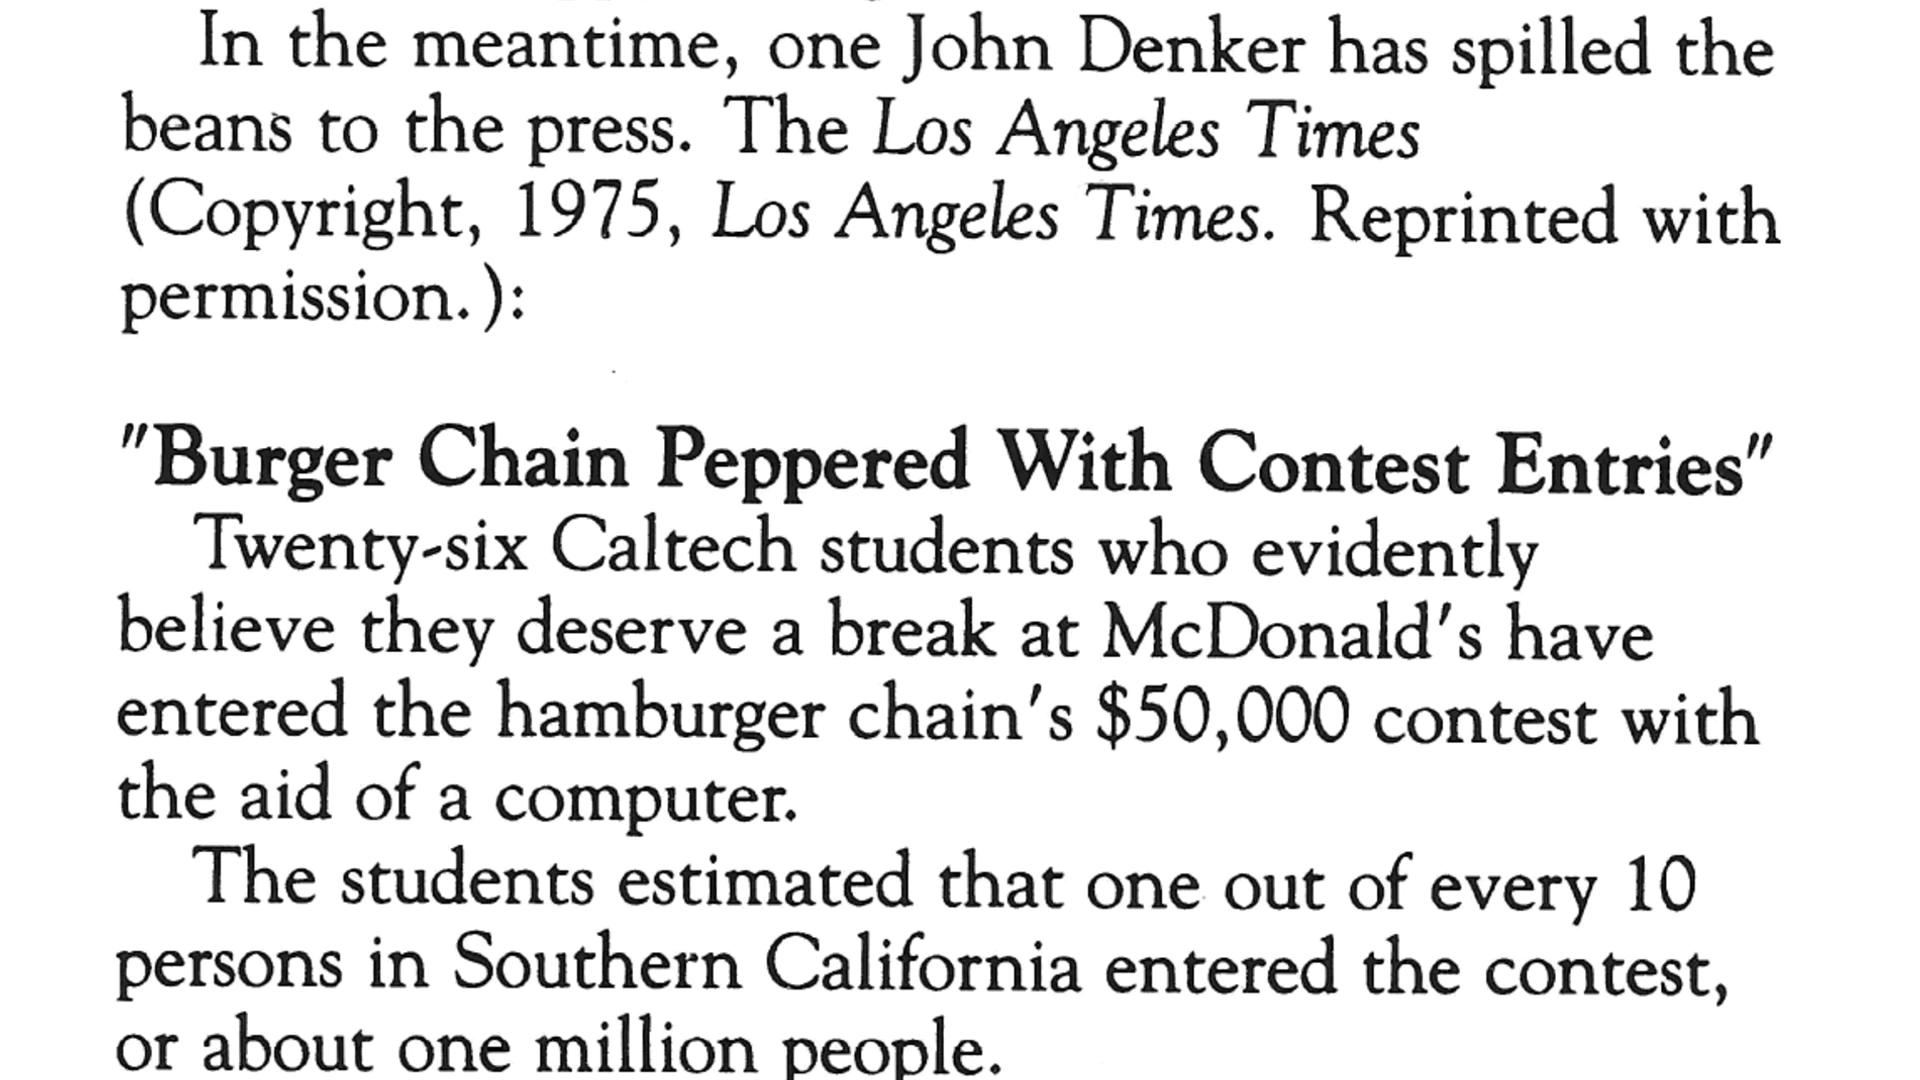 In the meantime, one John Denker has spilled the
beans to the press. The Los Angeles Times
(Copyright, 1975, Los Angeles Times. Reprinted with
permission.):
"Burger Chain Peppered With Contest Entries"
Twenty-six Caltech students who evidently
believe they deserve a break at McDonald's have
entered the hamburger chain's $50,000 contest with
the aid of a computer.
The students estimated that one out of every 10
persons in Southern California entered the contest,
or about one million people.